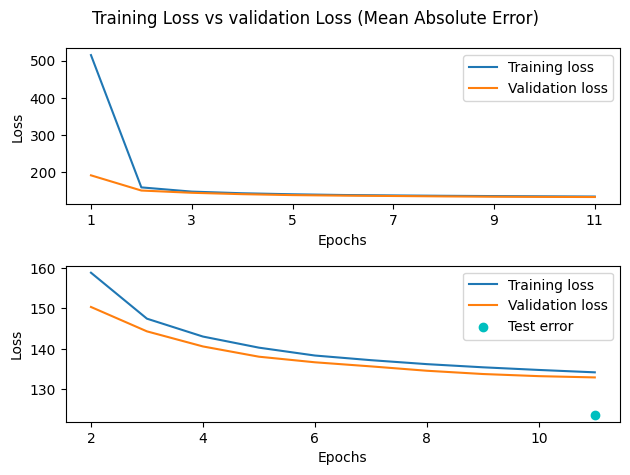 Training Loss vs validation Loss (Mean Absolute Error)
500
400
300
200
Loss
Training loss
Validation loss
1 3 5 7 9 11
Epochs
160
150
140
130
Loss
Training loss
Validation loss
Test error
2 4 6 8 10
Epochs